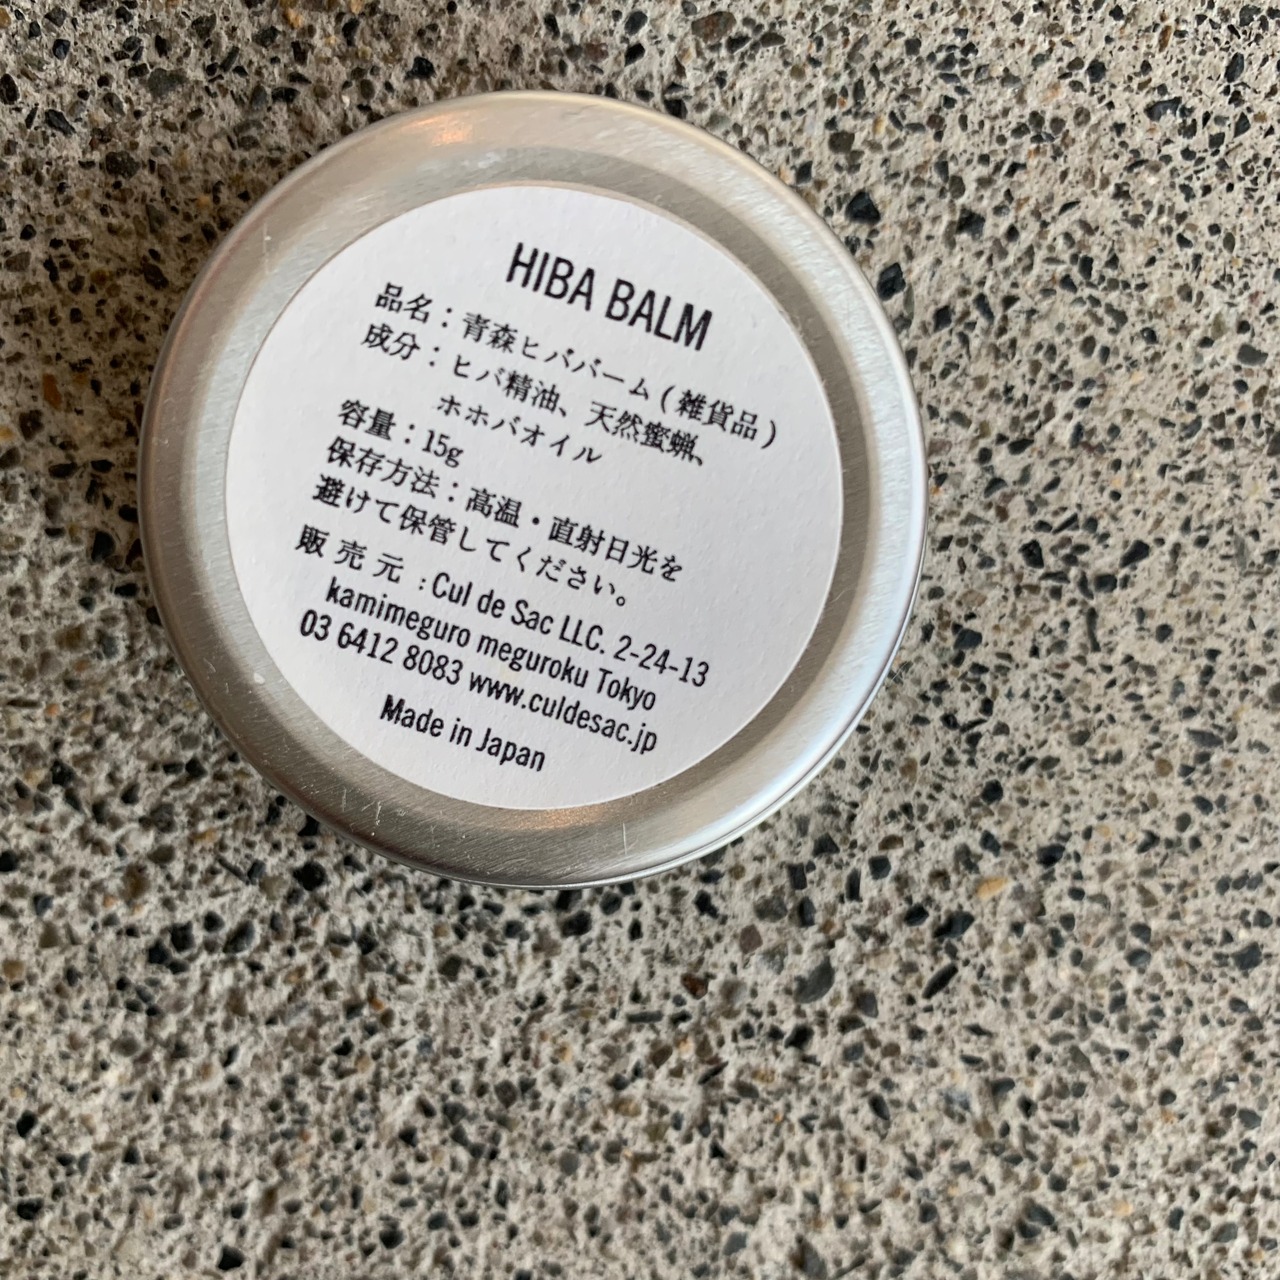 HIBA BALM
品名：青森ヒババーム（雑貨品）
成分：ヒバ精油、天然蜜蝋、
ホホバオイル
容量：15g
保存方法：高温・直射日光を
避けて保管してください。
販売元：Cul de Sac LLC. 2-24-13
kamimeguro meguroku Tokyo
03 6412 8083 www.culdesac.jp
Made in Japan